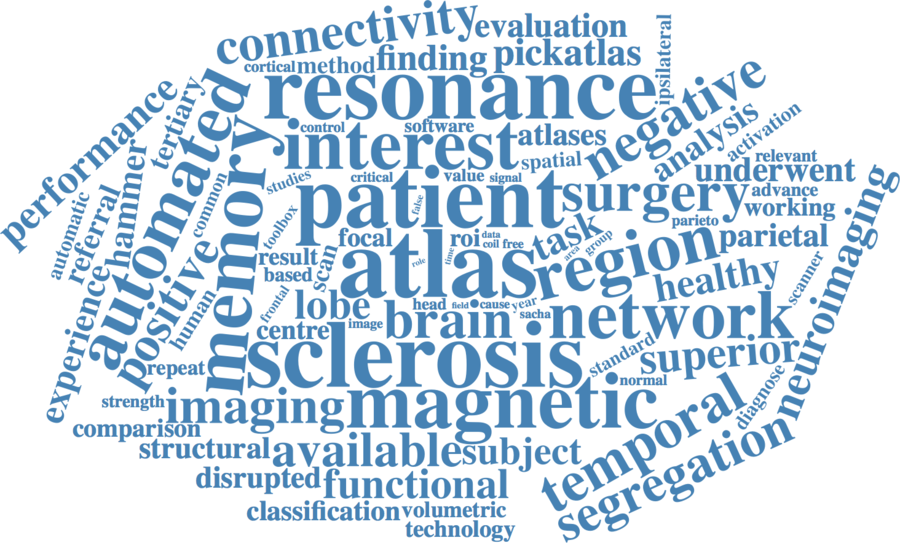 connectivity
evaluation
cortical
method
finding
pickatlas
ipsilateral
resonance
negative
performance
tertiary
automated
memory
control
software
interest
atlases
spatial
analysis
activation
relevant
underwent
studies
critical
value
signal
patient
surgery
advance
working
automatic
referral
hammer
common
toolbox
false
focal
roi
data
coil
free
task
group
area
pareto
parietal
region
neuroimaging
experience
positive
human
result
based
scan
atlas
role
time
healthy
scanner
frontal
lobe
head
field
cause
year
sacha
network
centre
image
brain
standard
superior
repeat
sclerosis
normal
diagnose
strength
imaging
magnetic
comparison
temporal
structural
available
subject
segregation
disrupted
functional
classification
volumetric
technology